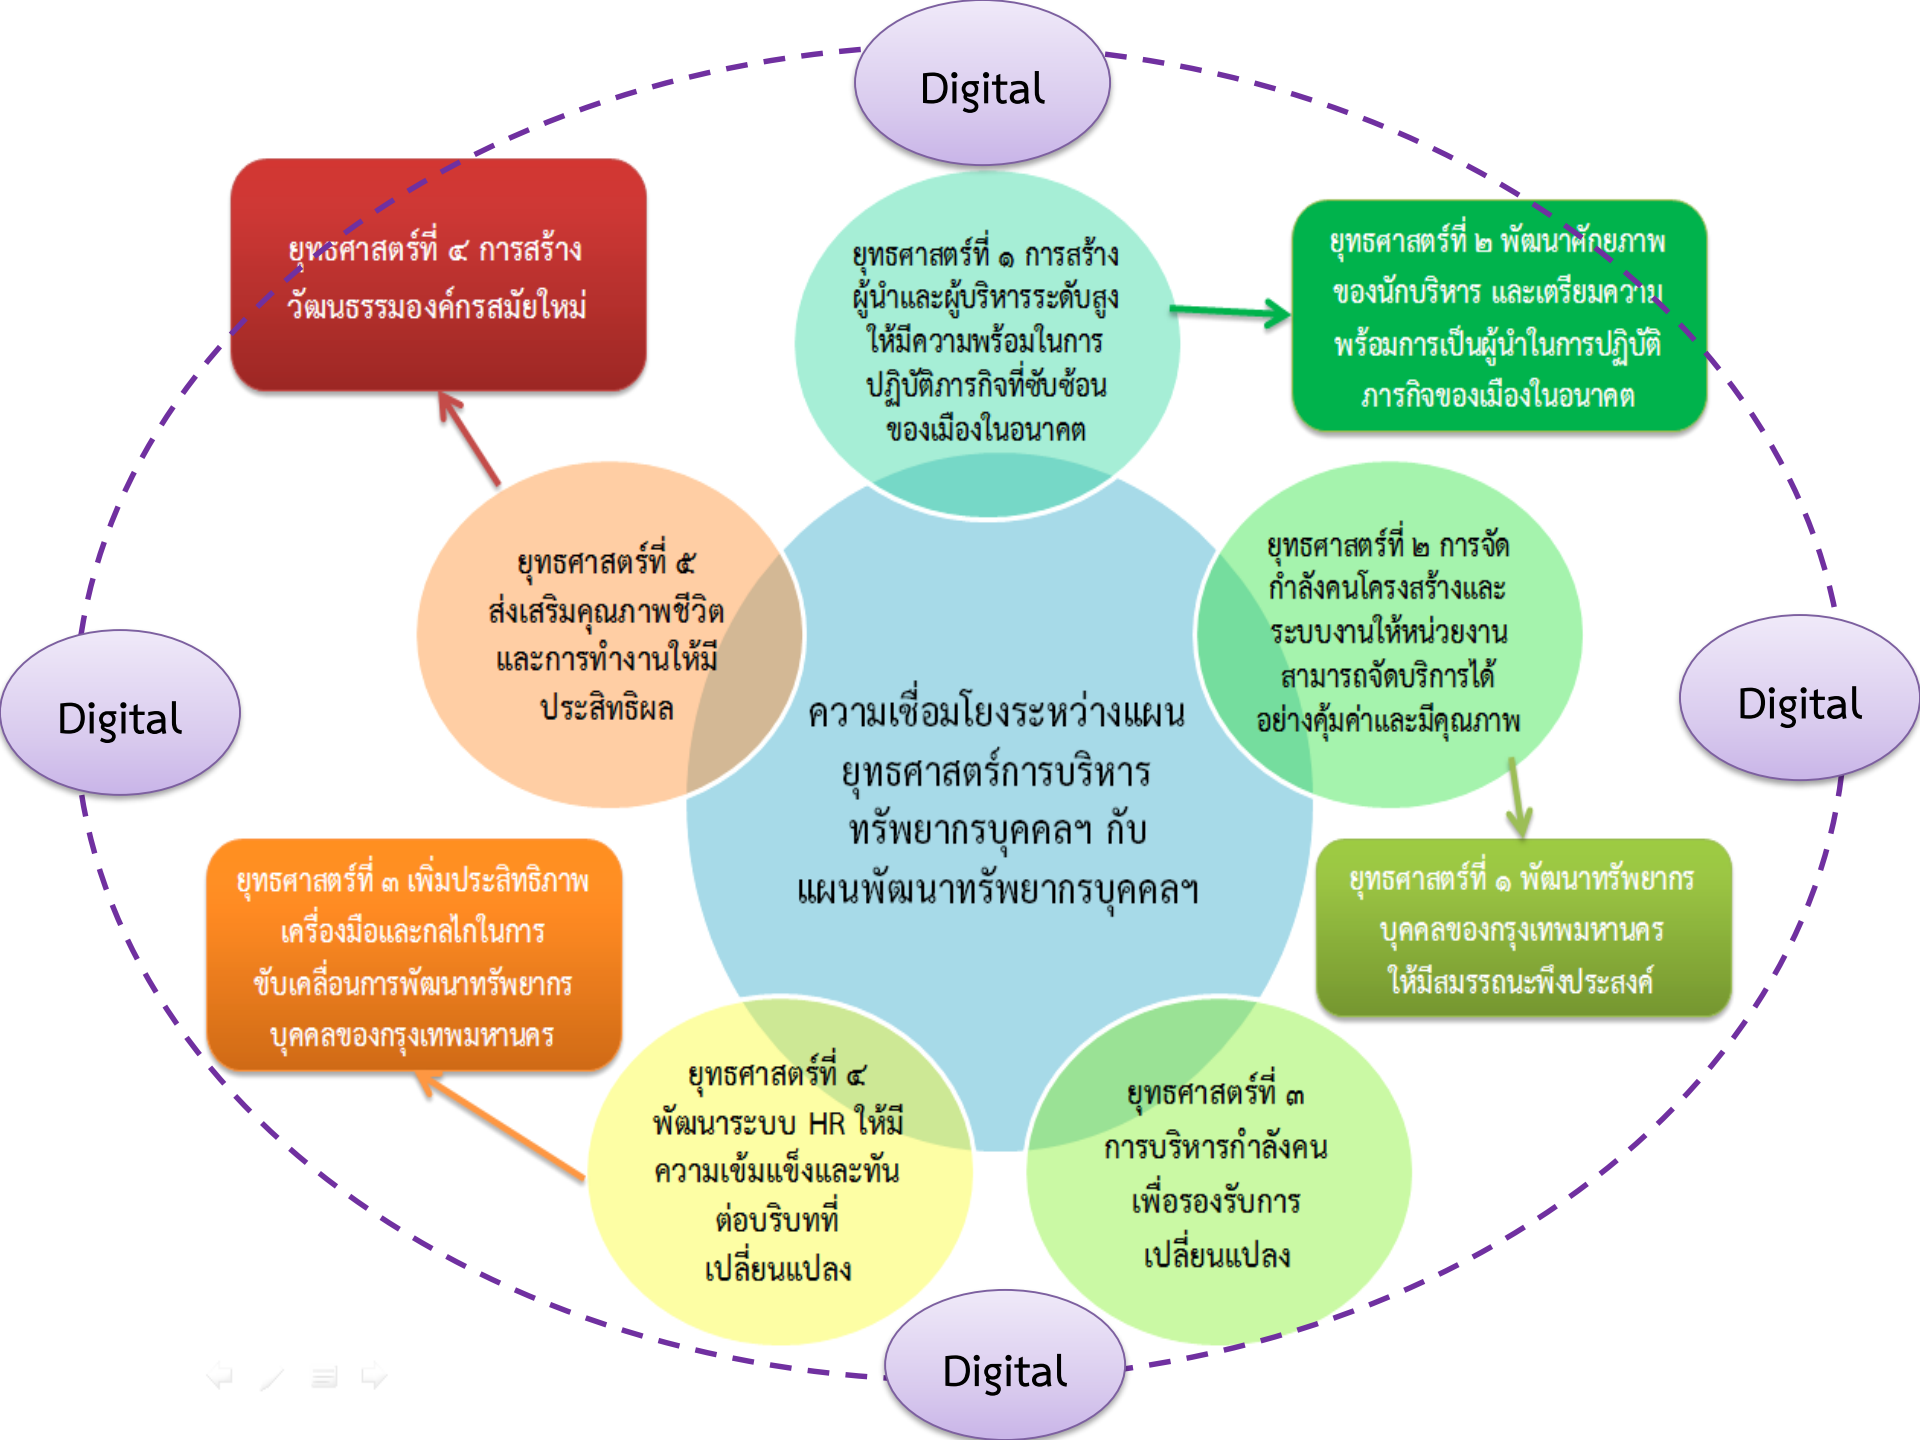 Digital
ยุทธศาสตร์ที่ ๔ การสร้าง
วัฒนธรรมองค์กรสมัยใหม่
ยุทธศาสตร์ที่ ๑ การสร้าง
ผู้นำและผู้บริหารระดับสูง
ให้มีความพร้อมในการ
ปฏิบัติภารกิจที่ซับซ้อน
ของเมืองในอนาคต
ยุทธศาสตร์ที่ ๒ พัฒนาศักยภาพ
ของนักบริหาร และเตรียมความ
พร้อมการเป็นผู้นำในการปฏิบัติ
ภารกิจของเมืองในอนาคต
ยุทธศาสตร์ที่ ๕
ส่งเสริมคุณภาพชีวิต
และการทำงานให้มี
ประสิทธิผล
ยุทธศาสตร์ที่ ๒ การจัด
กำลังคนโครงสร้างและ
ระบบงานให้หน่วยงาน
สามารถจัดบริการได้
อย่างคุ้มค่าและมีคุณภาพ
Digital
ความเชื่อมโยงระหว่างแผน
ยุทธศาสตร์การบริหาร
ทรัพยากรบุคคลฯ กับ
แผนพัฒนาทรัพยากรบุคคลฯ
Digital
ยุทธศาสตร์ที่ ๓ เพิ่มประสิทธิภาพ
เครื่องมือและกลไกในการ
ขับเคลื่อนการพัฒนาทรัพยากร
บุคคลของกรุงเทพมหานคร
ยุทธศาสตร์ที่ ๑ พัฒนาทรัพยากร
บุคคลของกรุงเทพมหานคร
ให้มีสมรรถนะพึงประสงค์
ยุทธศาสตร์ที่ ๔
พัฒนาระบบ HR ให้มี
ความเข้มแข็งและทัน
ต่อบริบทที่
เปลี่ยนแปลง
ยุทธศาสตร์ที่ ๓
การบริหารกำลังคน
เพื่อรองรับการ
เปลี่ยนแปลง
Digital